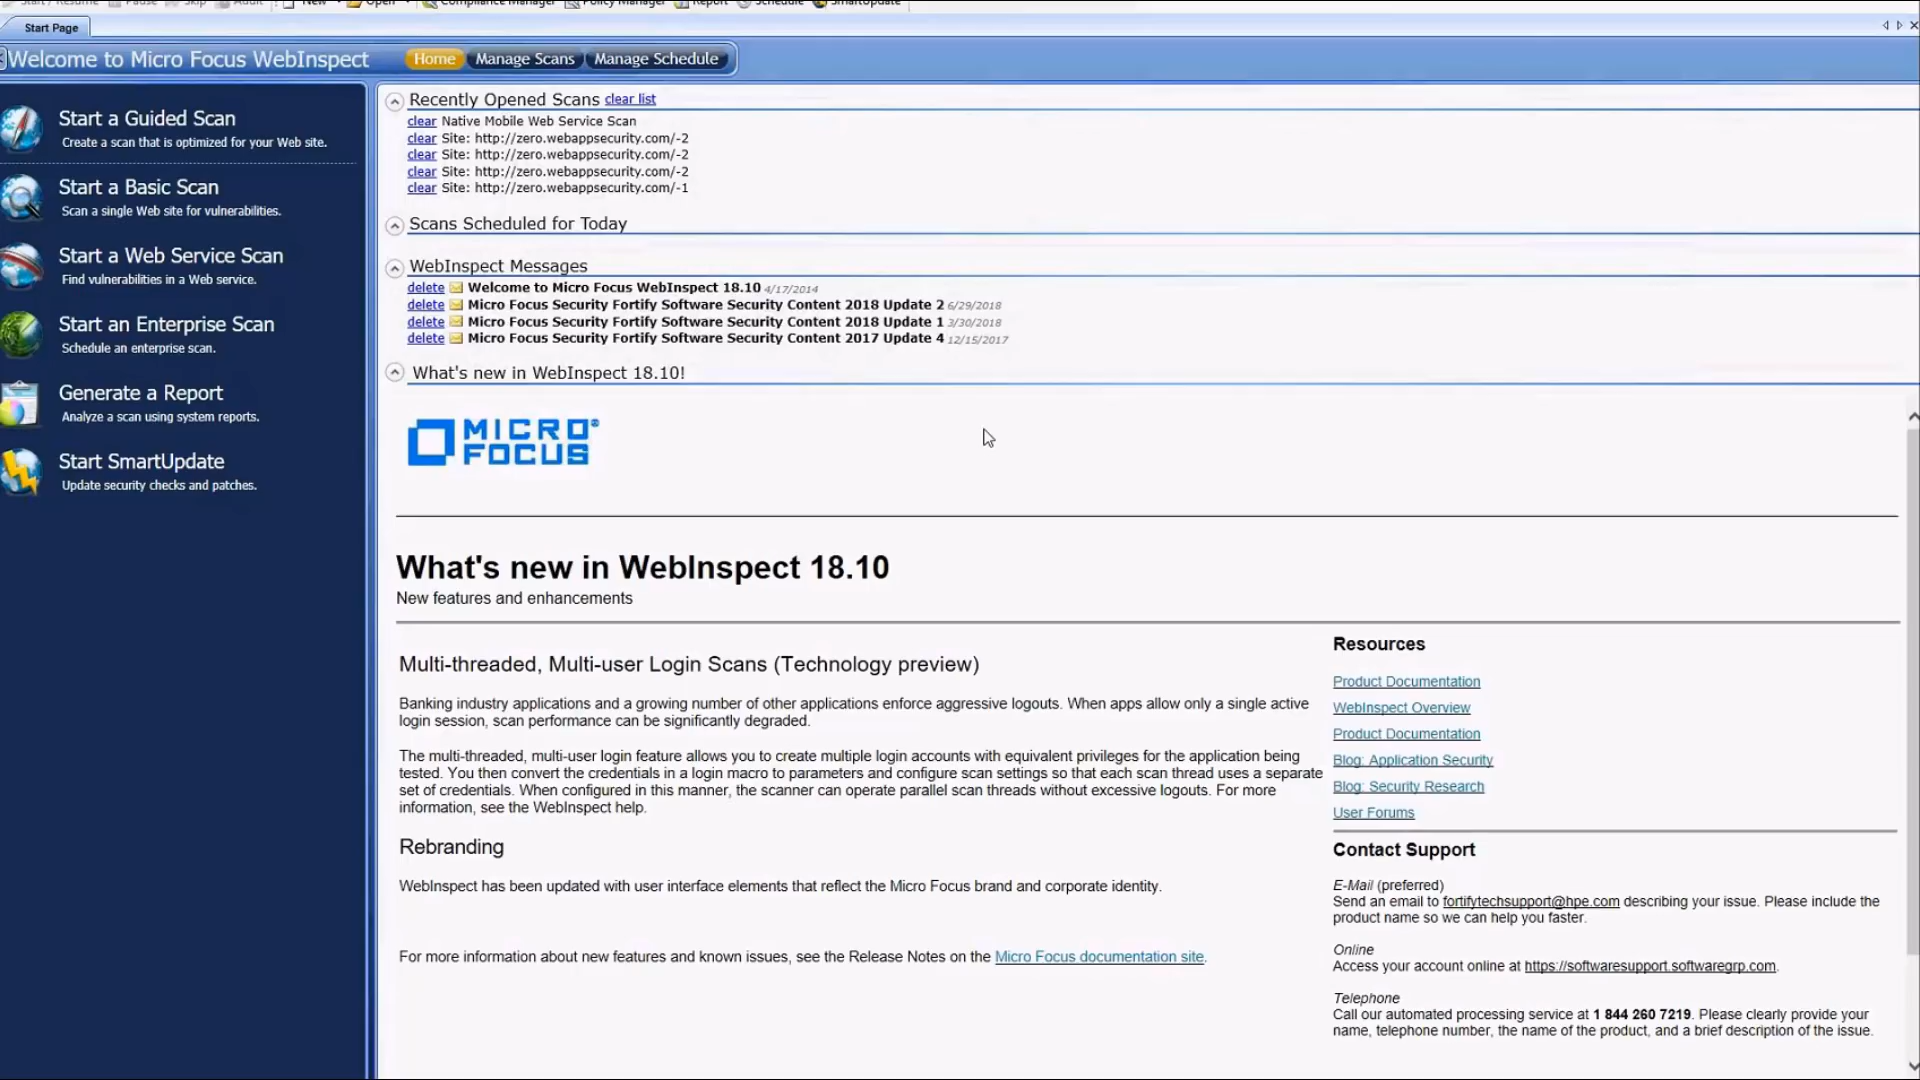 Start / Resume Pause Skip Audit New Open Compliance Manager Policy Manager Report Schedule SmartUpdate
Start Page
Welcome to Micro Focus WebInspect Home Manage Scans Manage Schedule
Start a Guided Scan
Create a scan that is optimized for your Web site.
Start a Basic Scan
Scan a single Web site for vulnerabilities.
Start a Web Service Scan
Find vulnerabilities in a Web service.
Start an Enterprise Scan
Schedule an enterprise scan.
Generate a Report
Analyze a scan using system reports.
Start SmartUpdate
Update security checks and patches.
Recently Opened Scans clear list
clear Native Mobile Web Service Scan
clear Site: http://zero.webappsecurity.com/-2
clear Site: http://zero.webappsecurity.com/-2
clear Site: http://zero.webappsecurity.com/-2
clear Site: http://zero.webappsecurity.com/-1
Scans Scheduled for Today
WebInspect Messages
delete Welcome to Micro Focus WebInspect 18.10 4/17/2014
delete Micro Focus Security Fortify Software Security Content 2018 Update 2 6/29/2018
delete Micro Focus Security Fortify Software Security Content 2018 Update 1 3/30/2018
delete Micro Focus Security Fortify Software Security Content 2017 Update 4 12/15/2017
What's new in WebInspect 18.10!
MICRO
FOCUS
What's new in WebInspect 18.10
New features and enhancements
Multi-threaded, Multi-user Login Scans (Technology preview)
Banking industry applications and a growing number of other applications enforce aggressive logouts. When apps allow only a single active
login session, scan performance can be significantly degraded.
The multi-threaded, multi-user login feature allows you to create multiple login accounts with equivalent privileges for the application being
tested. You then convert the credentials in a login macro to parameters and configure scan settings so that each scan thread uses a separate
set of credentials. When configured in this manner, the scanner can operate parallel scan threads without excessive logouts. For more
information, see the WebInspect help.
Rebranding
WebInspect has been updated with user interface elements that reflect the Micro Focus brand and corporate identity.
For more information about new features and known issues, see the Release Notes on the Micro Focus documentation site.
Resources
Product Documentation
WebInspect Overview
Product Documentation
Blog: Application Security
Blog: Security Research
User Forums
Contact Support
E-Mail (preferred)
Send an email to fortifytechsupport@hpe.com describing your issue. Please include the
product name so we can help you faster.
Online
Access your account online at https://softwaresupport.softwaregrp.com.
Telephone
Call our automated processing service at 1 844 260 7219. Please clearly provide your
name, telephone number, the name of the product, and a brief description of the issue.